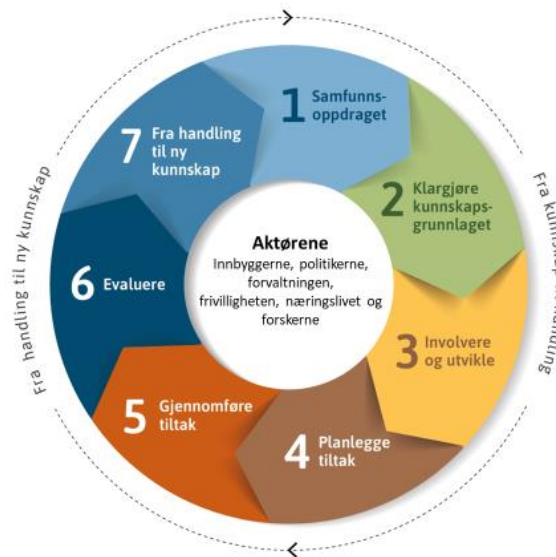 1 Samfunns-
oppdraget
2 Klargjøre
kunnskaps-
grunnlaget
3 Involvere
og utvikle
4 Planlegge
tiltak
5 Gjennomføre
tiltak
6 Evaluere
7 Fra handling
til ny
kunnskap
Aktørene
Innbyggerne, politikerne,
forvaltningen,
frivilligheten, næringslivet og
forskerne
Fra handling til ny kunnskap
Fra